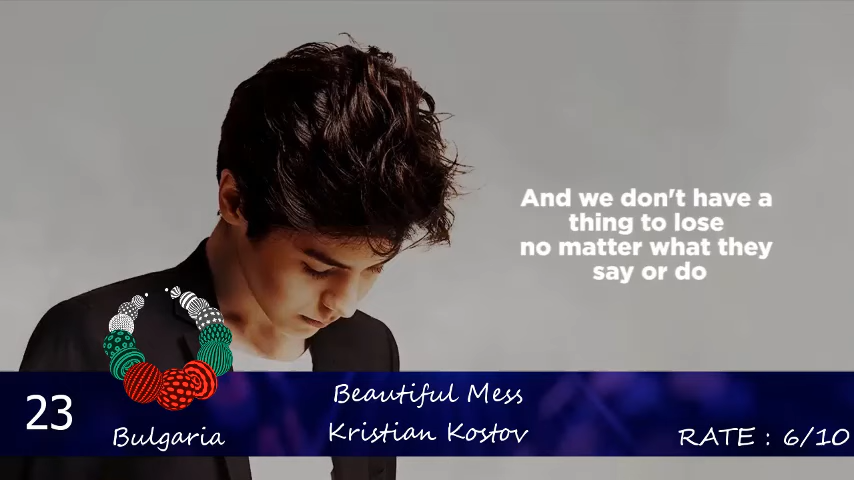 And we don't have a
thing to lose
no matter what they
say or do
23
Bulgaria
Beautiful Mess
Kristian Kostov
RATE : 6/10